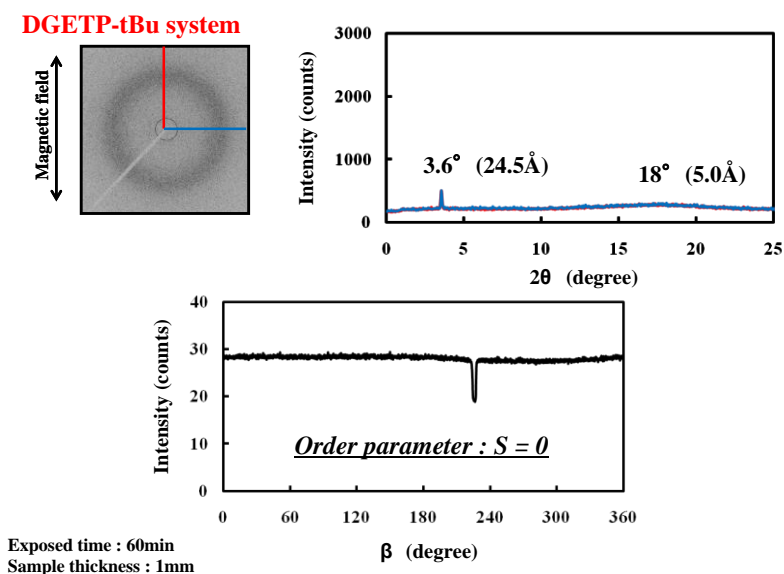 DGETP-tBu system
Magnetic field
Intensity (counts)
3000
2000
1000
0
3.6° (24.5Å)
18° (5.0Å)
0 5 10 15 20 25
2θ (degree)
Intensity (counts)
40
30
20
10
0
Order parameter : S = 0
0 60 120 180 240 300 360
β (degree)
Exposed time : 60min
Sample thickness : 1mm